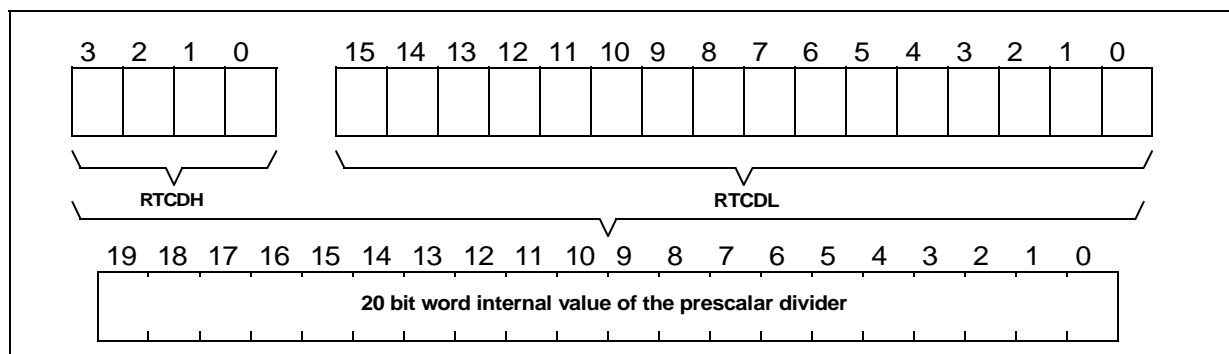 3 2 1 0 15 14 13 12 11 10 9 8 7 6 5 4 3 2 1 0
RTCDH RTCDL
19 18 17 16 15 14 13 12 11 10 9 8 7 6 5 4 3 2 1 0
20 bit word internal value of the prescalar divider